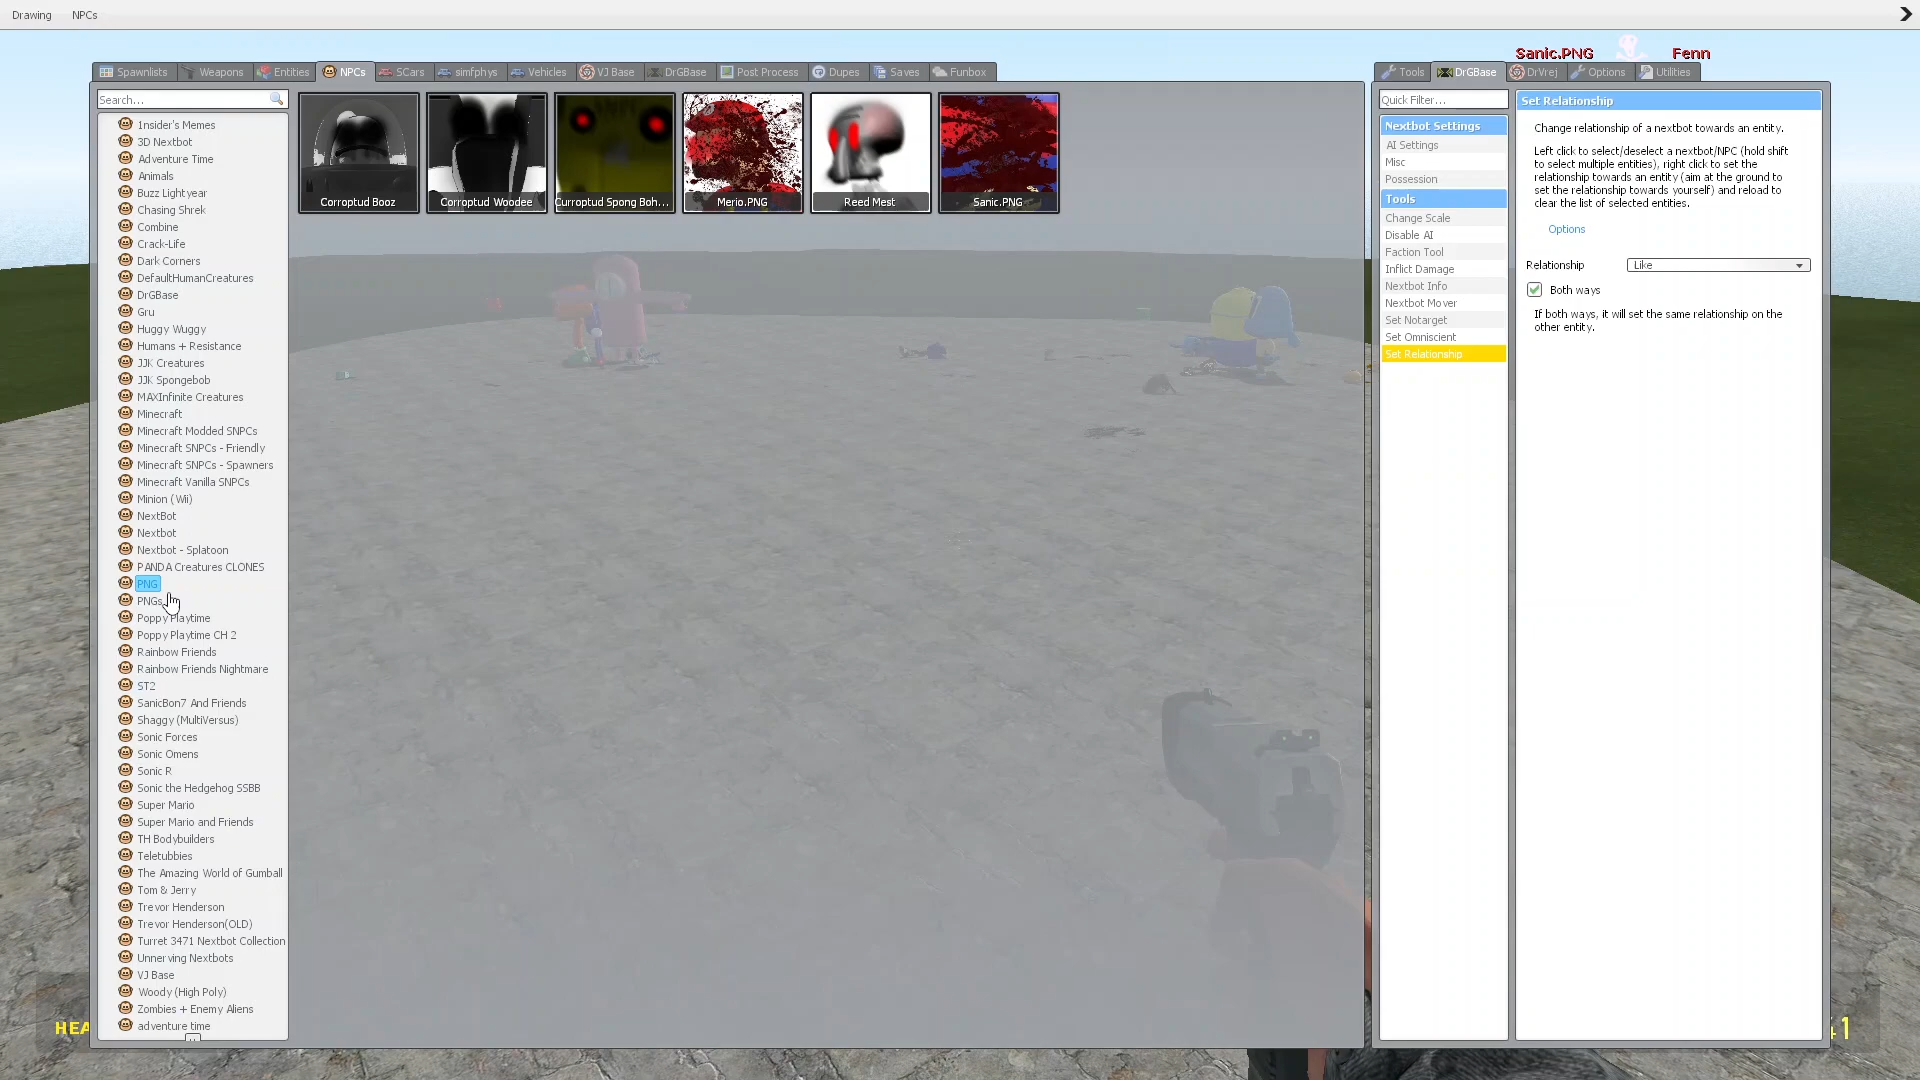 Drawing NPCs
Sanic.PNG Fenn
Spawnlists Weapons Entities NPCs SCars simfphys Vehicles VJ Base DrGBase Post Process Dupes Saves Funbox
Tools DrGBase DrVrej Options Utilities
Search...
1nsider's Memes
3D Nextbot
Adventure Time
Animals
Buzz Lightyear
Chasing Shrek
Combine
Crack-Life
Dark Corners
DefaultHumanCreatures
DrGBase
Gru
Huggy Wuggy
Humans + Resistance
JJK Creatures
JJK Spongebob
MAXInfinite Creatures
Minecraft
Minecraft Modded SNPCs
Minecraft SNPCs - Friendly
Minecraft SNPCs - Spawners
Minecraft Vanilla SNPCs
Minion (Wii)
NextBot
Nextbot
Nextbot - Splatoon
PANDA Creatures CLONES
PNG
PNGs
Poppy Playtime
Poppy Playtime CH 2
Rainbow Friends
Rainbow Friends Nightmare
ST2
SanicBon7 And Friends
Shaggy (MultiVersus)
Sonic Forces
Sonic Omens
Sonic R
Sonic the Hedgehog SSBB
Super Mario
Super Mario and Friends
TH Bodybuilders
Teletubbies
The Amazing World of Gumball
Tom & Jerry
Trevor Henderson
Trevor Henderson(OLD)
Turret 3471 Nextbot Collection
Unnerving Nextbots
VJ Base
Woody (High Poly)
Zombies + Enemy Aliens
adventure time
Corroptud Booz
Corroptud Woodee
Curroptud Spong Boh...
Merio.PNG
Reed Mest
Sanic.PNG
Quick Filter...
Nextbot Settings
AI Settings
Misc
Possession
Tools
Change Scale
Disable AI
Faction Tool
Inflict Damage
Nextbot Info
Nextbot Mover
Set Notarget
Set Omniscient
Set Relationship
Set Relationship
Change relationship of a nextbot towards an entity.
Left click to select/deselect a nextbot/NPC (hold shift
to select multiple entities), right click to set the
relationship towards an entity (aim at the ground to
set the relationship towards yourself) and reload to
clear the list of selected entities.
Options
Relationship Like
Both ways
If both ways, it will set the same relationship on the
other entity.
HEA
41